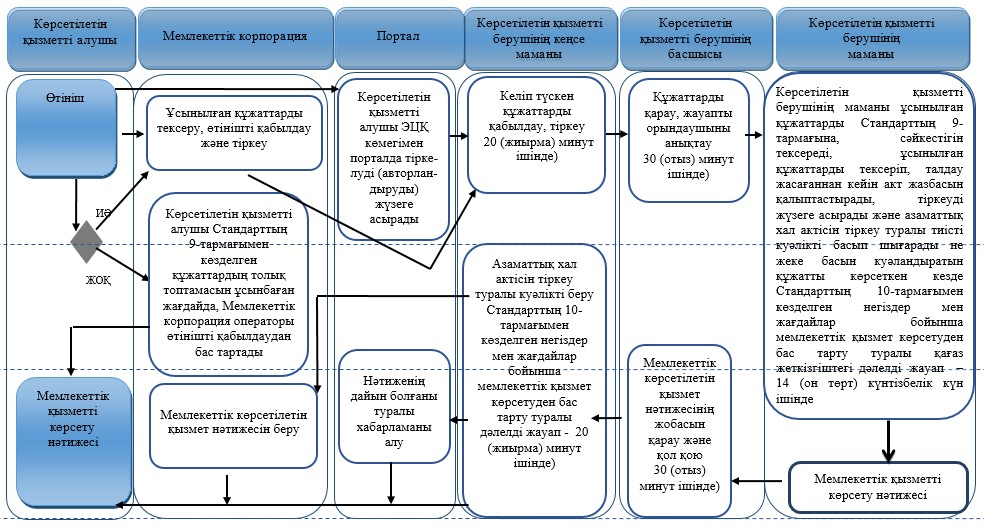 Көрсетілетін
қызметті алушы
Мемлекеттік корпорация
Портал
Көрсетілетін қызметті
берушінің кеңсе
маманы
Көрсетілетін
қызметті берушінің
басшысы
Көрсетілетін қызметті
берушінің
маманы
Өтініш
ИӘ
ЖОҚ
Мемлекеттік
қызметті
көрсету
нәтижесі
Ұсынылған құжаттарды
тексеру, өтінішті қабылдау
және тіркеу
Көрсетілетін қызметті
алушы Стандарттың
9-тармағымен
көзделген
құжаттардың толық
топтамасын ұсынбаған
жағдайда, Мемлекеттік
корпорация операторы
өтінішті қабылдаудан
бас тартады
Мемлекеттік көрсетілетін
қызмет нәтижесін беру
Көрсетілетін
қызметті
алушы ЭЦҚ
көмегімен
порталда тірке-
луді (авторлан-
дыруды)
жүзеге
асырады
Нәтиженің
дайын болғаны
туралы
хабарламаны
алу
Келіп түскен
құжаттарды
қабылдау, тіркеу
20 (жиырма) минут
ішінде)
Азаматтық хал
актісін тіркеу
туралы куәлікті беру
Стандарттың 10-
тармағымен
көзделген негіздер
мен жағдайлар
бойынша
мемлекеттік қызмет
көрсетуден бас
тарту туралы
дәлелді жауап - 20
(жиырма) минут
ішінде)
Құжаттарды
қарау, жауапты
орындаушыны
анықтау
30 (отыз) минут
ішінде)
Мемлекеттік
көрсетілетін
қызмет
нәтижесінің
жобасын
қарау және
қол қою
30 (отыз)
минут ішінде)
Көрсетілетін қызметті
берушінің маманы ұсынылған
құжаттарды Стандарттың 9-
тармағына, сәйкестігін
тексереді, ұсынылған
құжаттарды тексеріп, талдау
жасағаннан кейін акт жазбасын
қалыптастырады, тіркеуді
жүзеге асырады және азаматтық
хал актісін тіркеу туралы тиісті
куәлікті басып шығарады не
жеке басын куәландыратын
құжатты көрсеткен кезде
Стандарттың 10-тармағымен
көзделген негіздер мен
жағдайлар бойынша
мемлекеттік қызмет көрсетуден
бас тарту туралы қағаз
жеткізгіштегі дәлелді жауап –
14 (он төрт) күнтізбелік күн
ішінде
Мемлекеттік қызметті
көрсету нәтижесі